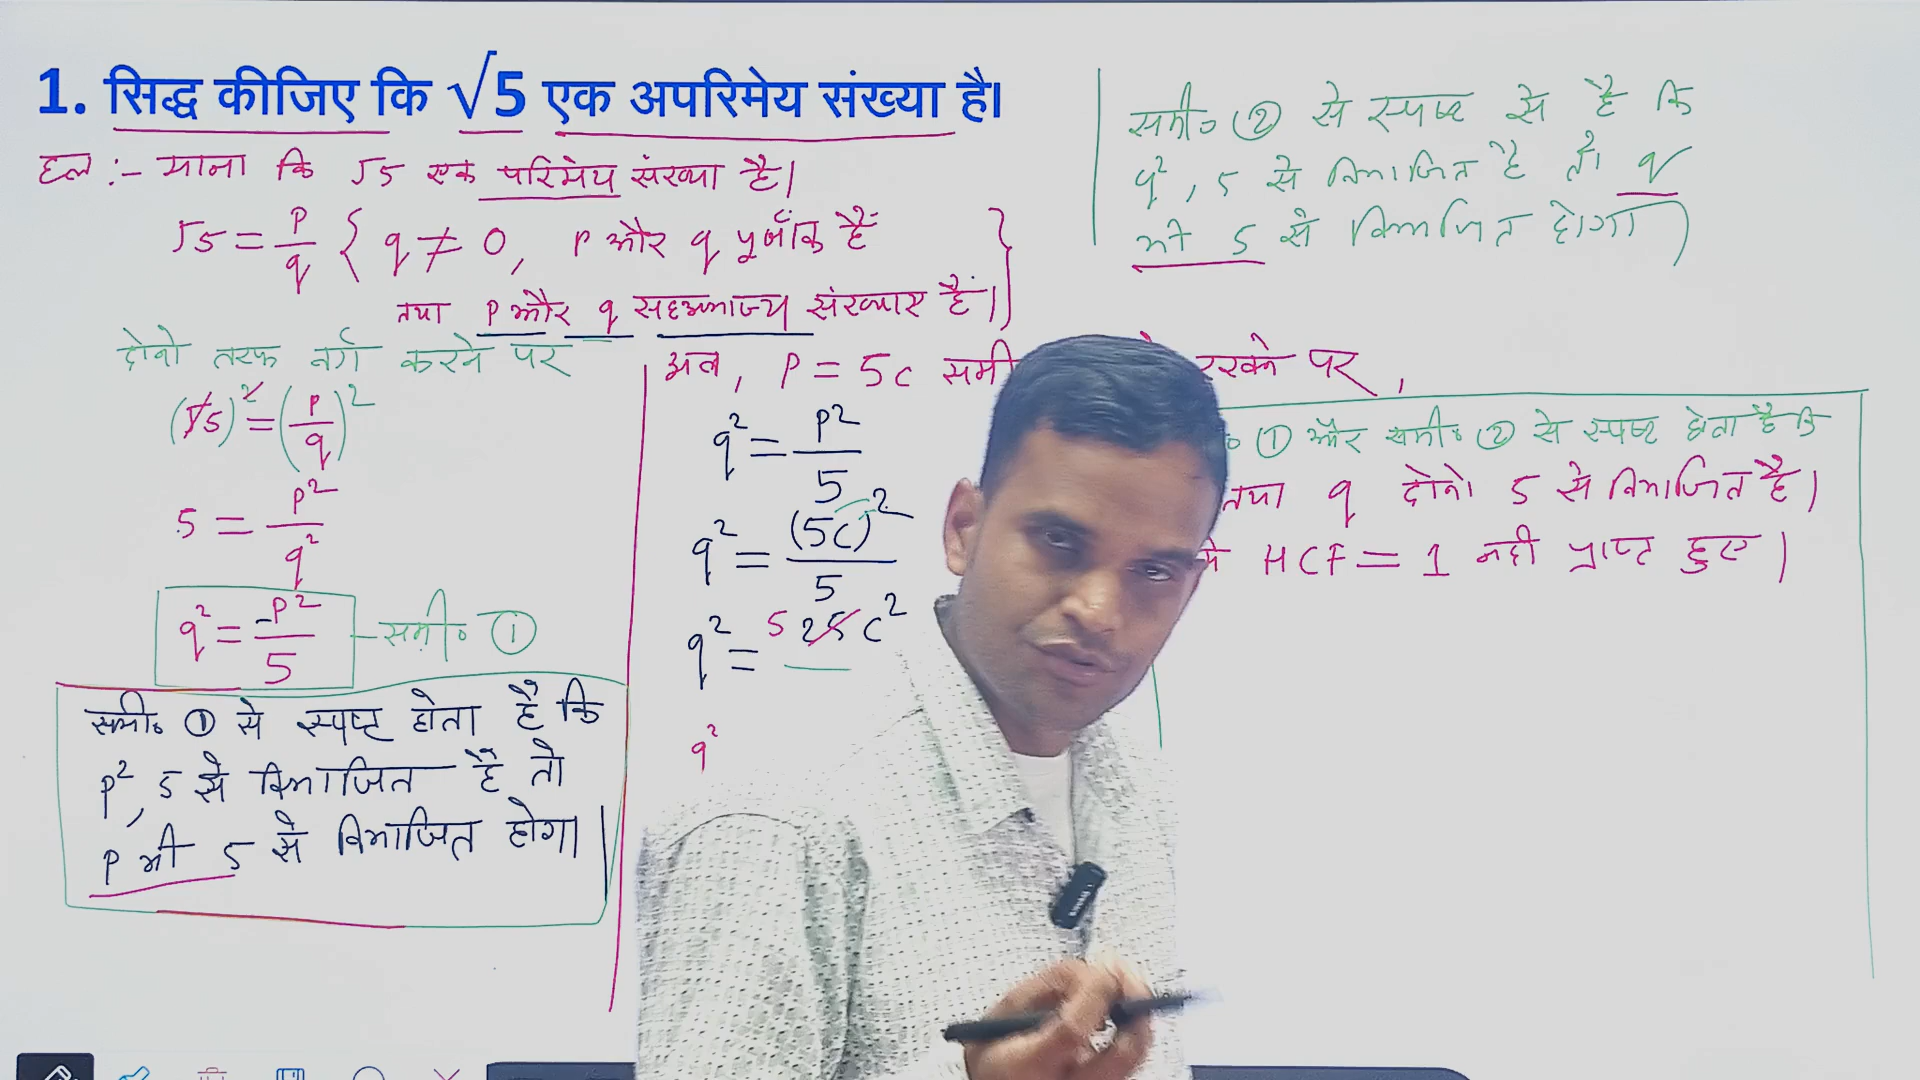 1. सिद्ध कीजिए कि √5 एक अपरिमेय संख्या है।
हल :- माना कि √5 एक परिमेय संख्या है।
√5 = p/q { q ≠ 0, p और q पूर्णांक है
तथा p और q सहअभाज्य संख्याए हैं। }
दोनो तरफ वर्ग करने पर
(√5)² = (p/q)²
5 = p²/q²
q² = p²/5 — समी० ①
समी० ① से स्पष्ट होता है कि
p², 5 से विभाजित है तो
p भी 5 से विभाजित होगा।
अब, p = 5c समी रखने पर,
q² = p²/5
q² = (5c)²/5
q² = 5 25c²
q²
समी० ② से स्पष्ट से है कि
q², 5 से विभाजित है तो q
भी 5 से विभाजित होगा)
① और समी० ② से स्पष्ट होता है कि
तथा q दोनो 5 से विभाजित है।
HCF = 1 नही प्राप्ट हुए।